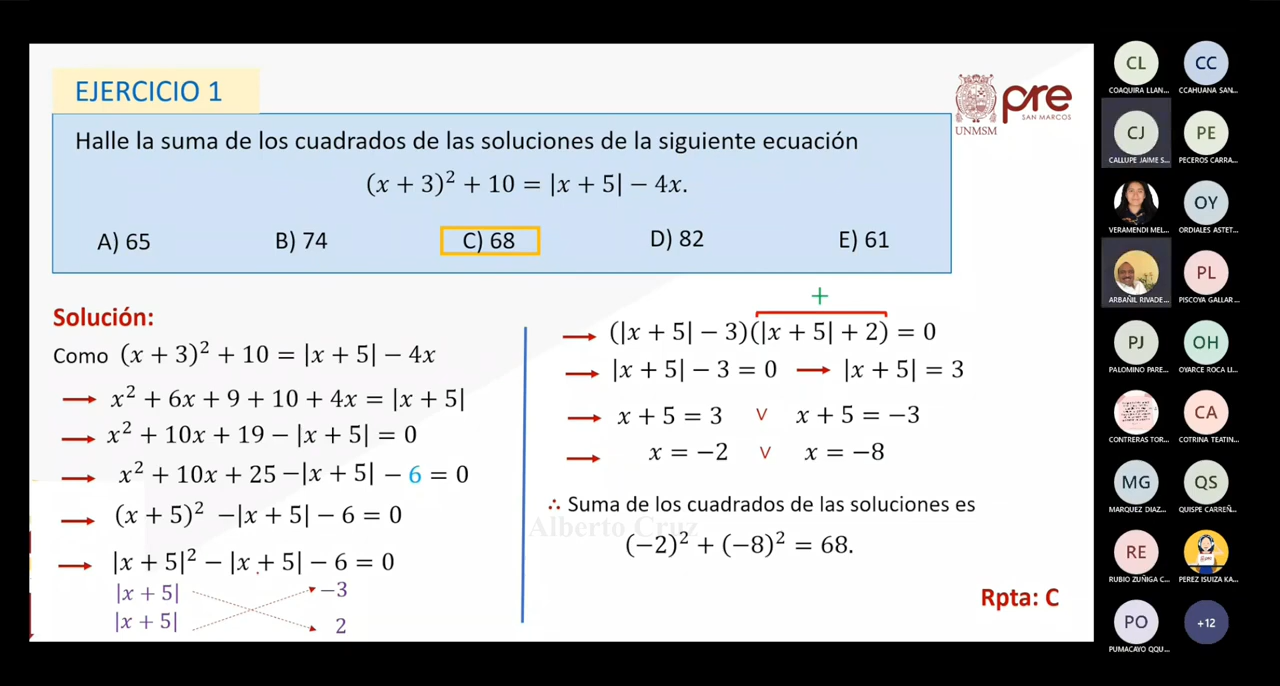 EJERCICIO 1
pre
SAN MARCOS
UNMSM
Halle la suma de los cuadrados de las soluciones de la siguiente ecuación
(x + 3)² + 10 = |x + 5| − 4x.
A) 65 B) 74 C) 68 D) 82 E) 61
Solución:
Como (x + 3)² + 10 = |x + 5| − 4x
→ x² + 6x + 9 + 10 + 4x = |x + 5|
→ x² + 10x + 19 − |x + 5| = 0
→ x² + 10x + 25 −|x + 5| − 6 = 0
→ (x + 5)² −|x + 5| − 6 = 0
→ |x + 5|² − |x + 5| − 6 = 0
|x + 5| −3
|x + 5| 2
+
→ (|x + 5| − 3)(|x + 5| + 2) = 0
→ |x + 5| − 3 = 0 → |x + 5| = 3
→ x + 5 = 3 ∨ x + 5 = −3
→ x = −2 ∨ x = −8
∴ Suma de los cuadrados de las soluciones es
Alberto Cruz
(−2)² + (−8)² = 68.
Rpta: C
CL CC
COAQUIRA LLAN... CCAHUANA SAN...
CJ PE
CALLUPE JAIME S... PECEROS CARRA...
OY
VERAMENDI MEL... ORDIALES ASTET...
PL
ARBAÑIL RIVADE... PISCOYA GALLAR...
PJ OH
PALOMINO PARE... OYARCE ROCA LI...
CA
CONTRERAS TOR... COTRINA TEATIN...
MG QS
MARQUEZ DIAZ... QUISPE CARREÑ...
RE
RUBIO ZUÑIGA C... PEREZ ISUIZA KA...
PO +12
PUMACAYO QQU...